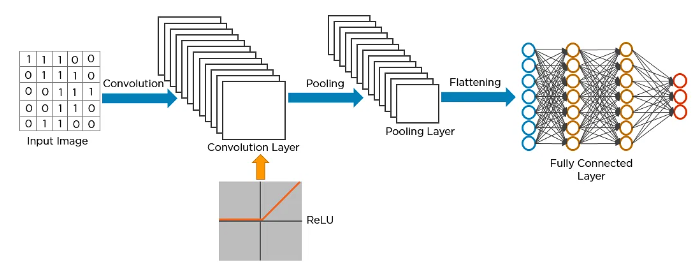 1 1 1 0 0
0 1 1 1 0
0 0 1 1 1
0 0 1 1 0
0 1 1 0 0
Input Image
Convolution
Convolution Layer
ReLU
Pooling
Pooling Layer
Flattening
Fully Connected
Layer